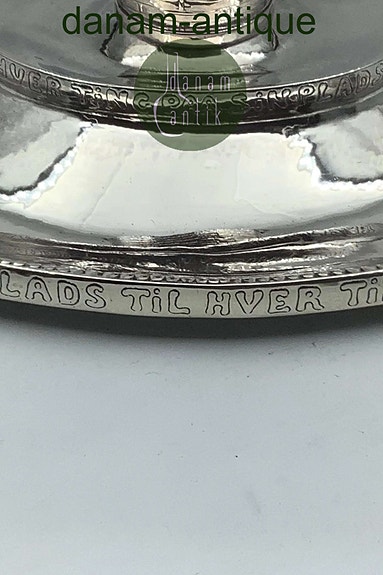 danam-antique
danam
antik
HVER TiNG PAA SiN PLADS
LADS TiL HVER Ti